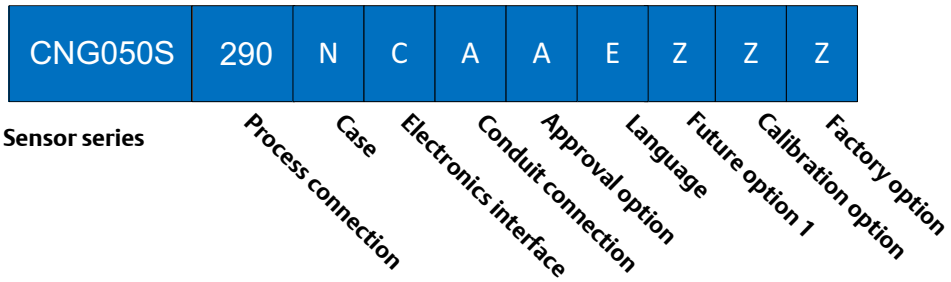 CNG050S 290 N C A A E Z Z Z
Sensor series
Process connection
Case
Electronics interface
Conduit connection
Approval option
Language
Future option 1
Calibration option
Factory option